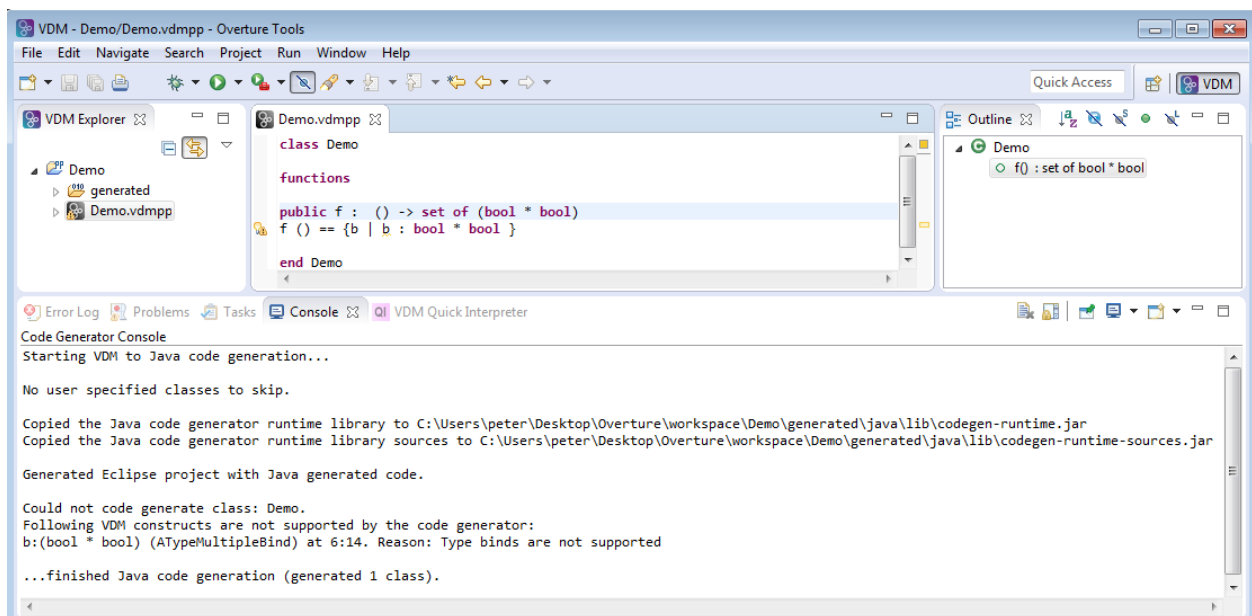 VDM - Demo/Demo.vdmpp - Overture Tools
File Edit Navigate Search Project Run Window Help
Quick Access
VDM
VDM Explorer
Demo
generated
Demo.vdmpp
Demo.vdmpp
class Demo
functions
public f : () -> set of (bool * bool)
f () == {b | b : bool * bool }
end Demo
Outline
Demo
f() : set of bool * bool
Error Log Problems Tasks Console VDM Quick Interpreter
Code Generator Console
Starting VDM to Java code generation...
No user specified classes to skip.
Copied the Java code generator runtime library to C:\Users\peter\Desktop\Overture\workspace\Demo\generated\java\lib\codegen-runtime.jar
Copied the Java code generator runtime library sources to C:\Users\peter\Desktop\Overture\workspace\Demo\generated\java\lib\codegen-runtime-sources.jar
Generated Eclipse project with Java generated code.
Could not code generate class: Demo.
Following VDM constructs are not supported by the code generator:
b:(bool * bool) (ATypeMultipleBind) at 6:14. Reason: Type binds are not supported
...finished Java code generation (generated 1 class).